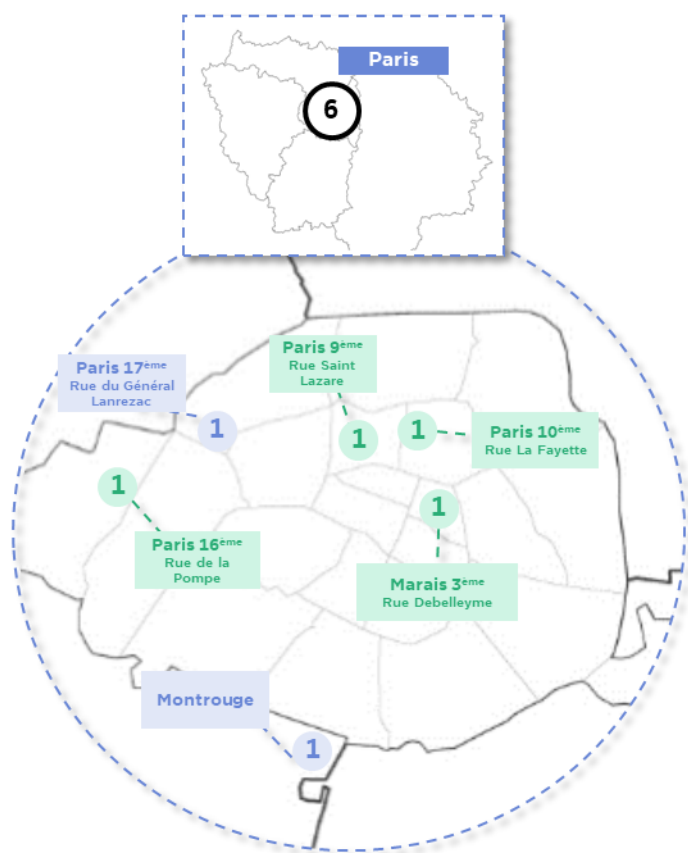 Paris
6
Paris 9ème
Rue Saint
Lazare
Paris 17ème
Rue du Général
Lanrezac
1
1
1
Paris 10ème
Rue La Fayette
1
1
Paris 16ème
Rue de la
Pompe
Marais 3ème
Rue Debelleyme
Montrouge
1